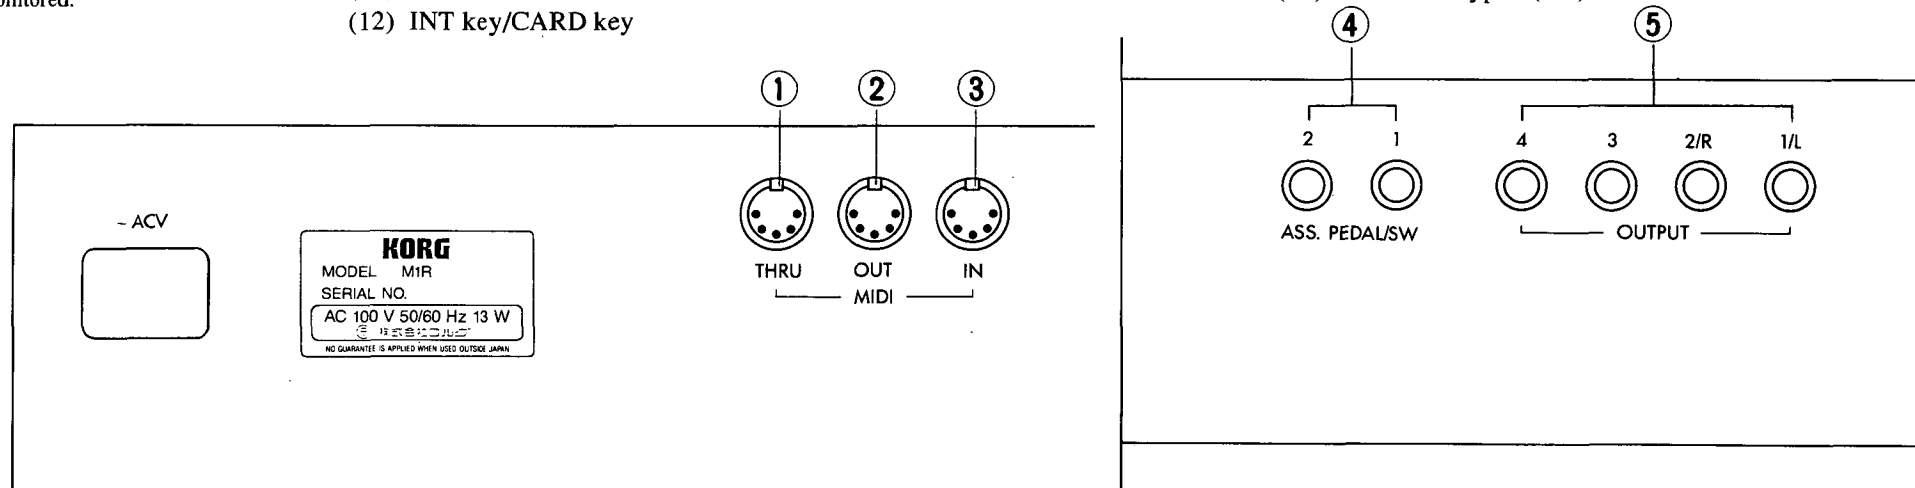 (12) INT key/CARD key
① ② ③
~ ACV
KORG
MODEL M1R
SERIAL NO.
AC 100 V 50/60 Hz 13 W
NO GUARANTEE IS APPLIED WHEN USED OUTSIDE JAPAN
THRU OUT IN
MIDI
④ ⑤
2 1 4 3 2/R 1/L
ASS. PEDAL/SW OUTPUT